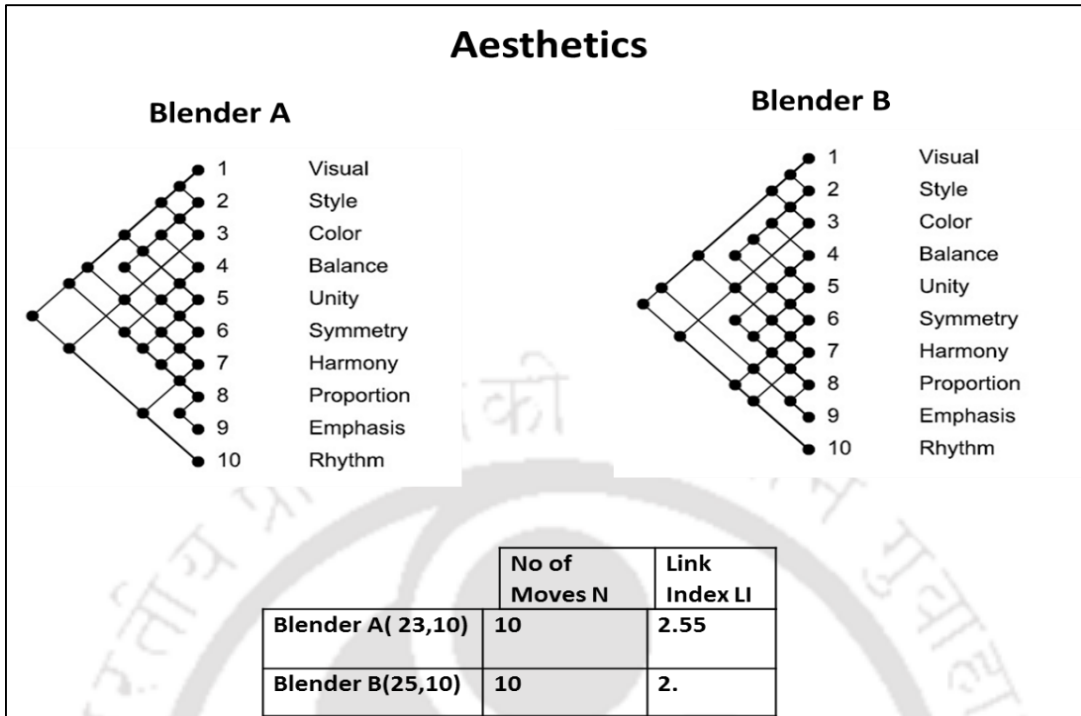 Aesthetics
Blender A
1 Visual
2 Style
3 Color
4 Balance
5 Unity
6 Symmetry
7 Harmony
8 Proportion
9 Emphasis
10 Rhythm
Blender B
1 Visual
2 Style
3 Color
4 Balance
5 Unity
6 Symmetry
7 Harmony
8 Proportion
9 Emphasis
10 Rhythm
No of Link
Moves N Index LI
Blender A( 23,10) 10 2.55
Blender B(25,10) 10 2.